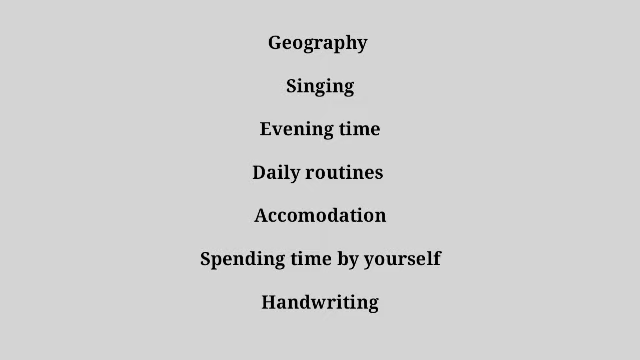 Geography
Singing
Evening time
Daily routines
Accomodation
Spending time by yourself
Handwriting